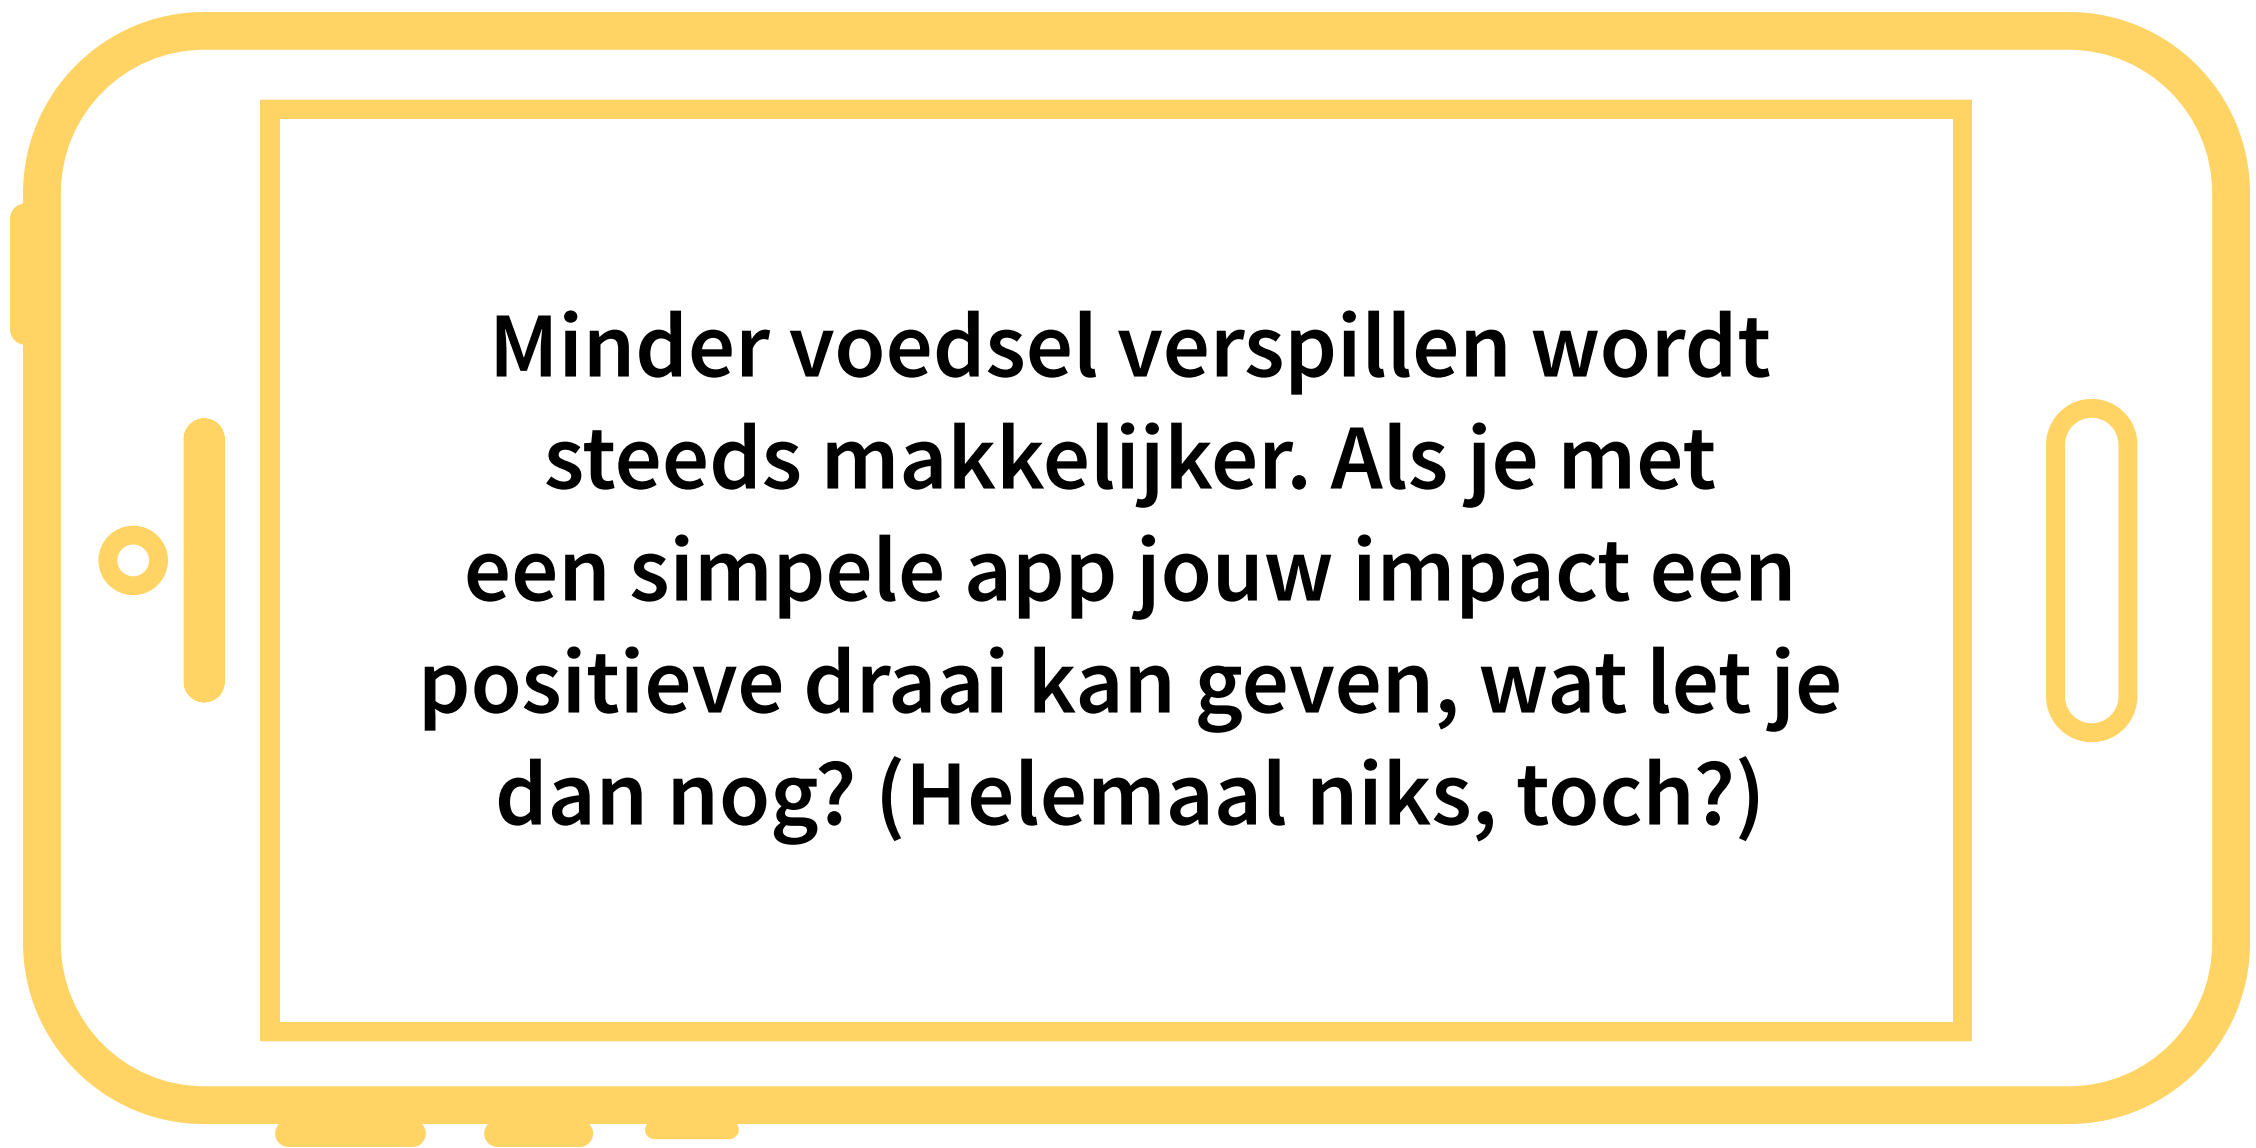 Minder voedsel verspillen wordt
steeds makkelijker. Als je met
een simpele app jouw impact een
positieve draai kan geven, wat let je
dan nog? (Helemaal niks, toch?)